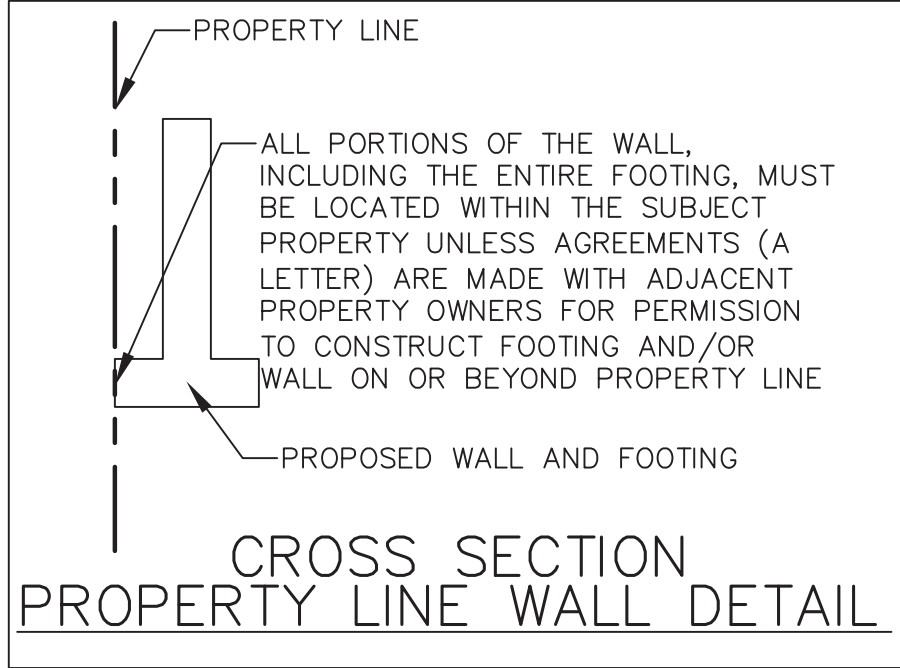 PROPERTY LINE
ALL PORTIONS OF THE WALL,
INCLUDING THE ENTIRE FOOTING, MUST
BE LOCATED WITHIN THE SUBJECT
PROPERTY UNLESS AGREEMENTS (A
LETTER) ARE MADE WITH ADJACENT
PROPERTY OWNERS FOR PERMISSION
TO CONSTRUCT FOOTING AND/OR
WALL ON OR BEYOND PROPERTY LINE
PROPOSED WALL AND FOOTING
CROSS SECTION
PROPERTY LINE WALL DETAIL